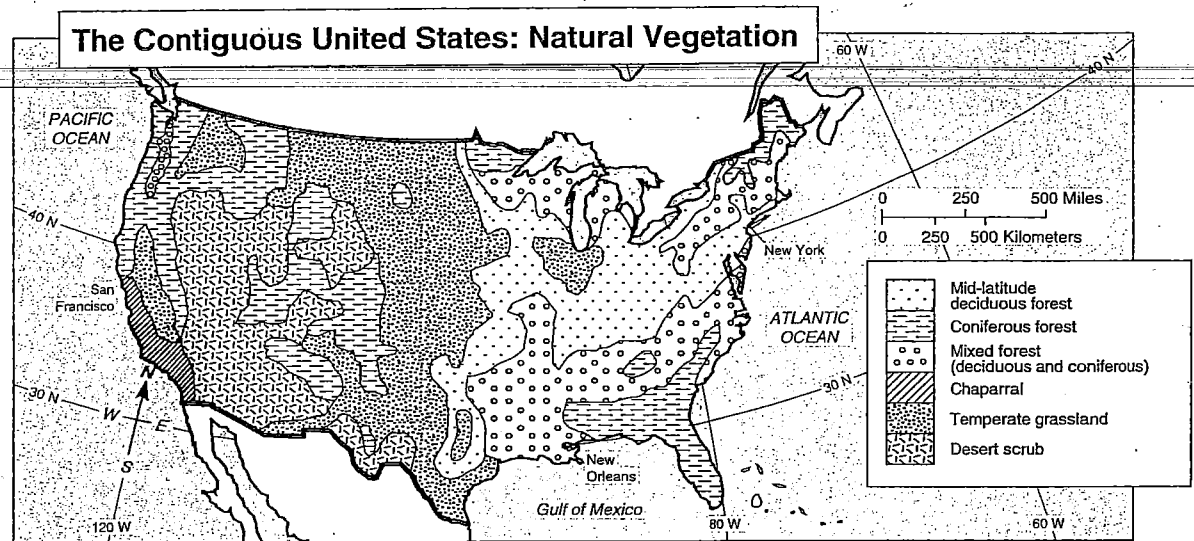 The Contiguous United States: Natural Vegetation
60 W
40 N
PACIFIC
OCEAN
0 250 500 Miles
0 250 500 Kilometers
40 N
New York
San
Francisco
Mid-latitude
deciduous forest
Coniferous forest
Mixed forest
(deciduous and coniferous)
Chaparral
Temperate grassland
Desert scrub
ATLANTIC
OCEAN
30 N
N
W
E
S
30 N
New
Orleans
Gulf of Mexico
120 W
80 W
60 W